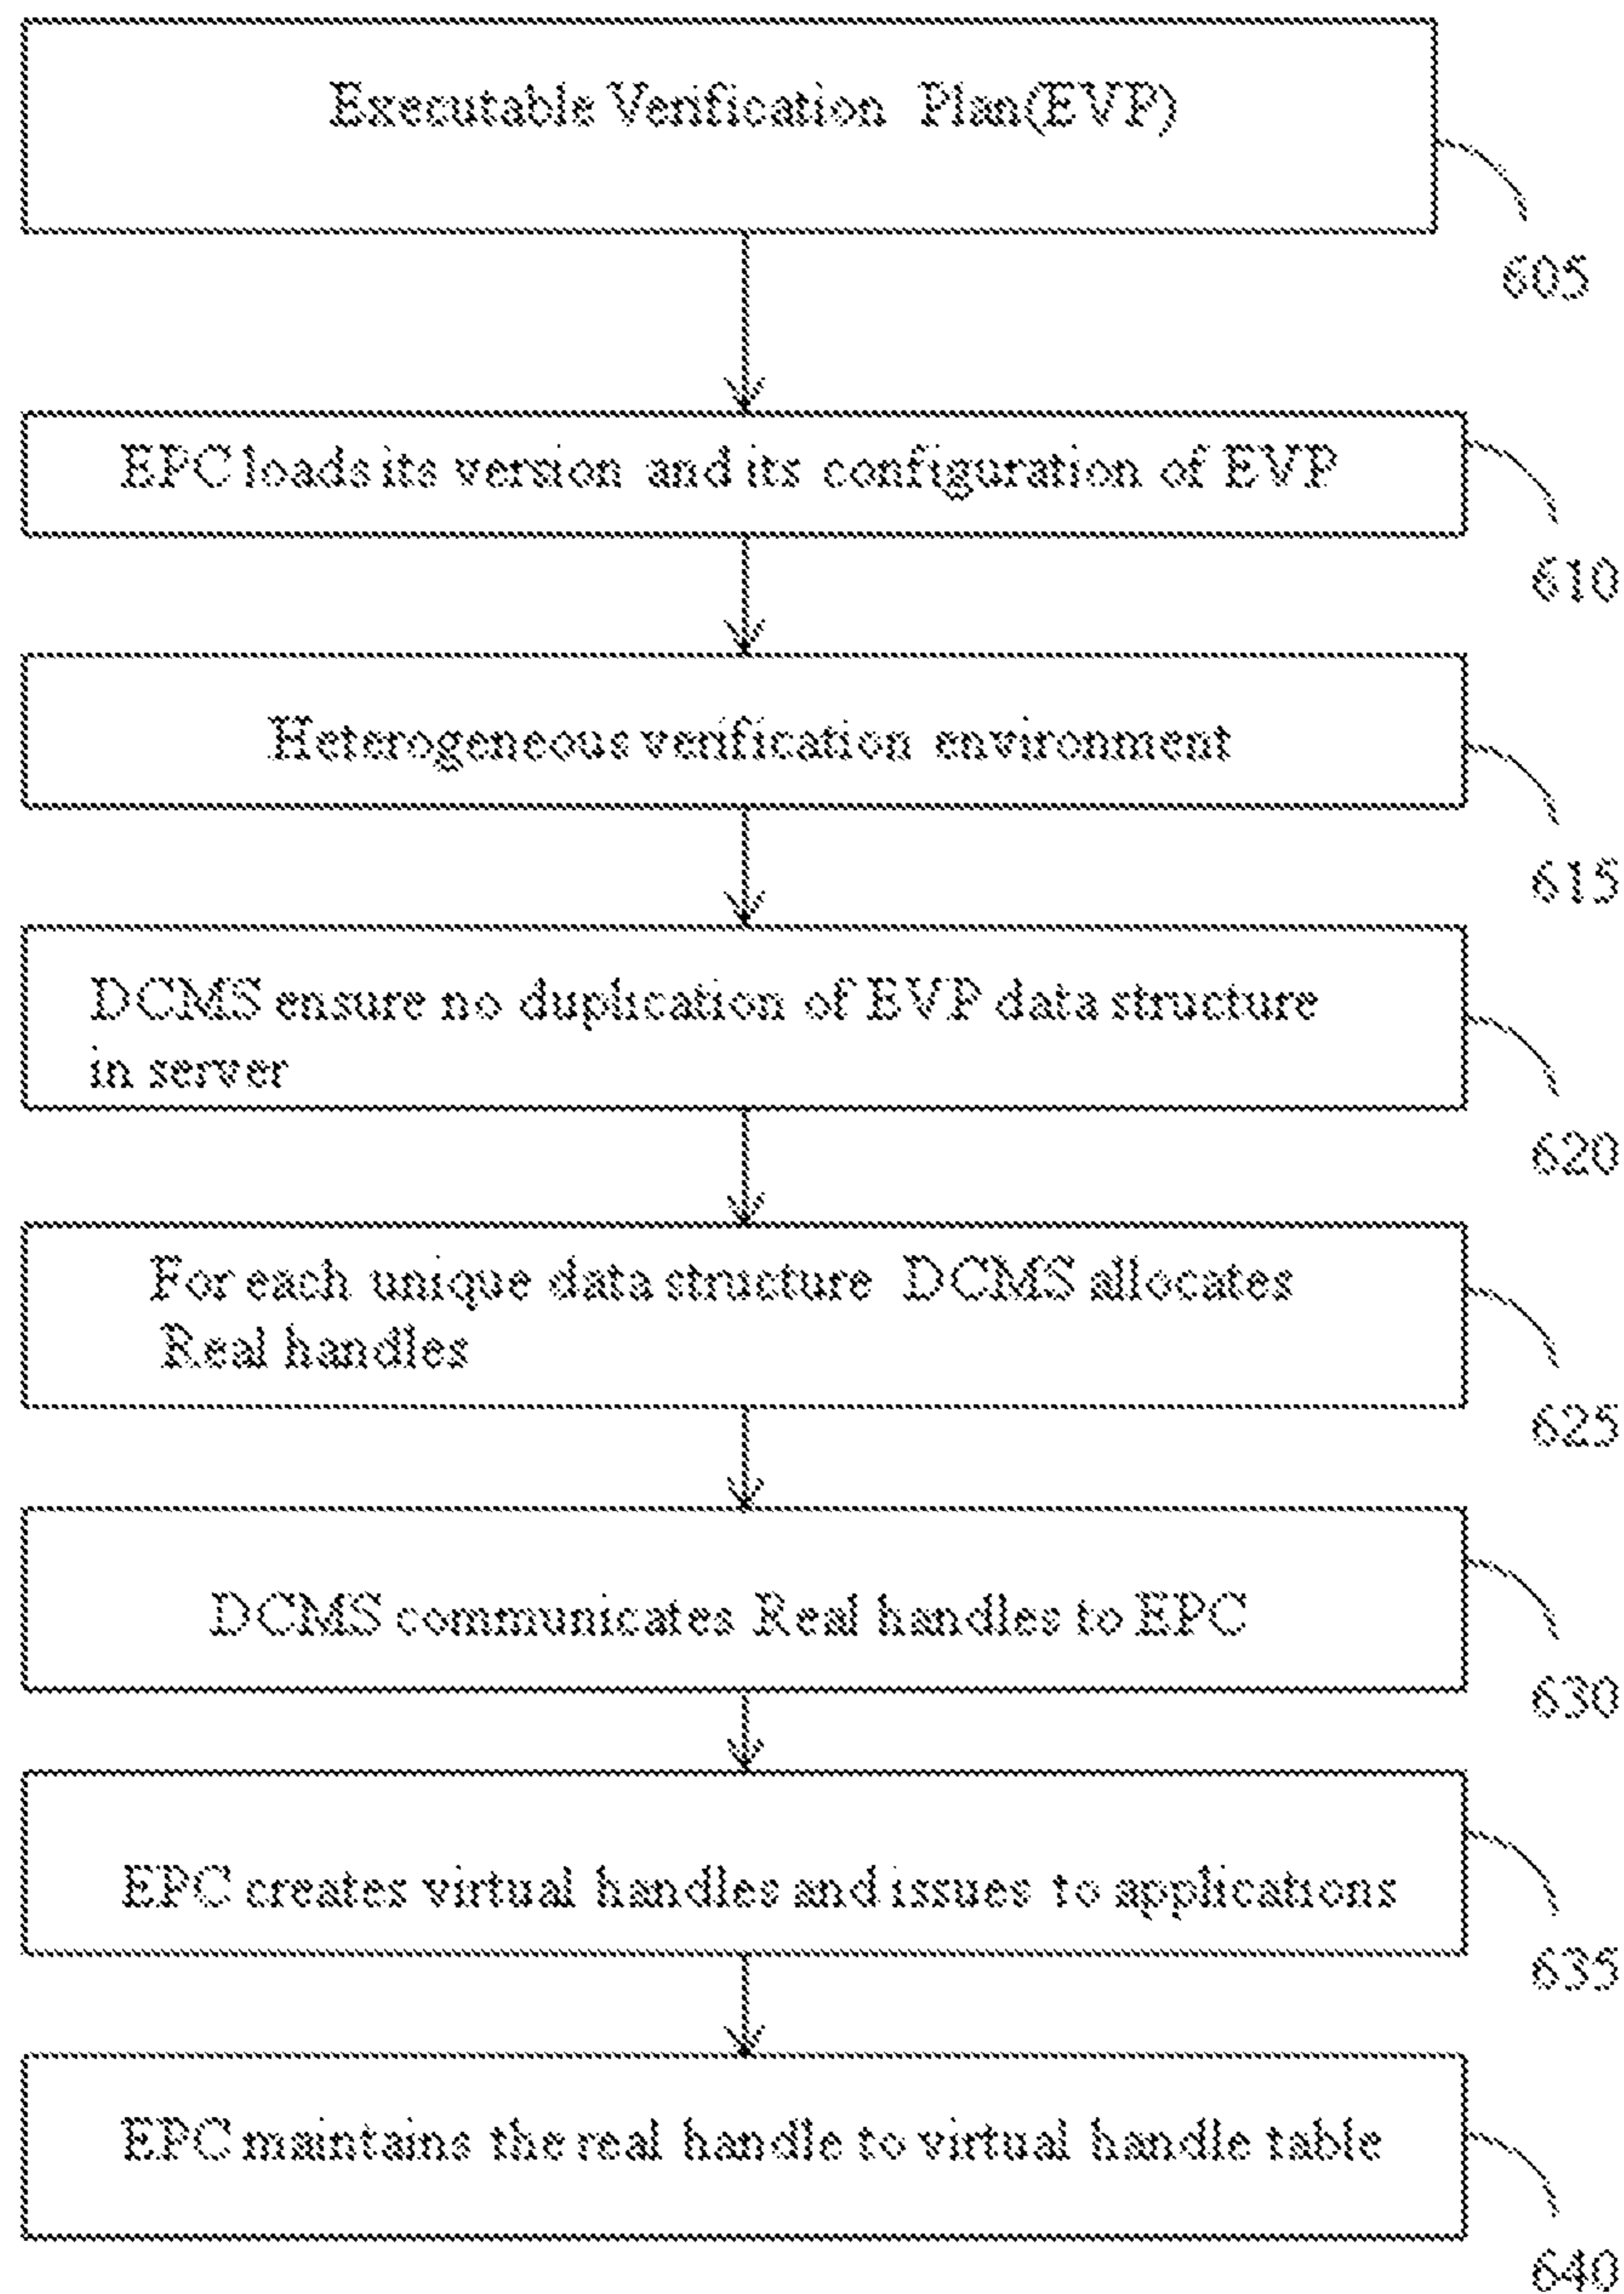 Executable Verification Plan(EVP)
605
EPC loads its version and its configuration of EVP
610
Heterogeneous verification environment
615
DCMS ensure no duplication of EVP data structure
in server
620
For each unique data structure DCMS allocates
Real handles
625
DCMS communicates Real handles to EPC
630
EPC creates virtual handles and issues to applications
635
EPC maintains the real handle to virtual handle table
640